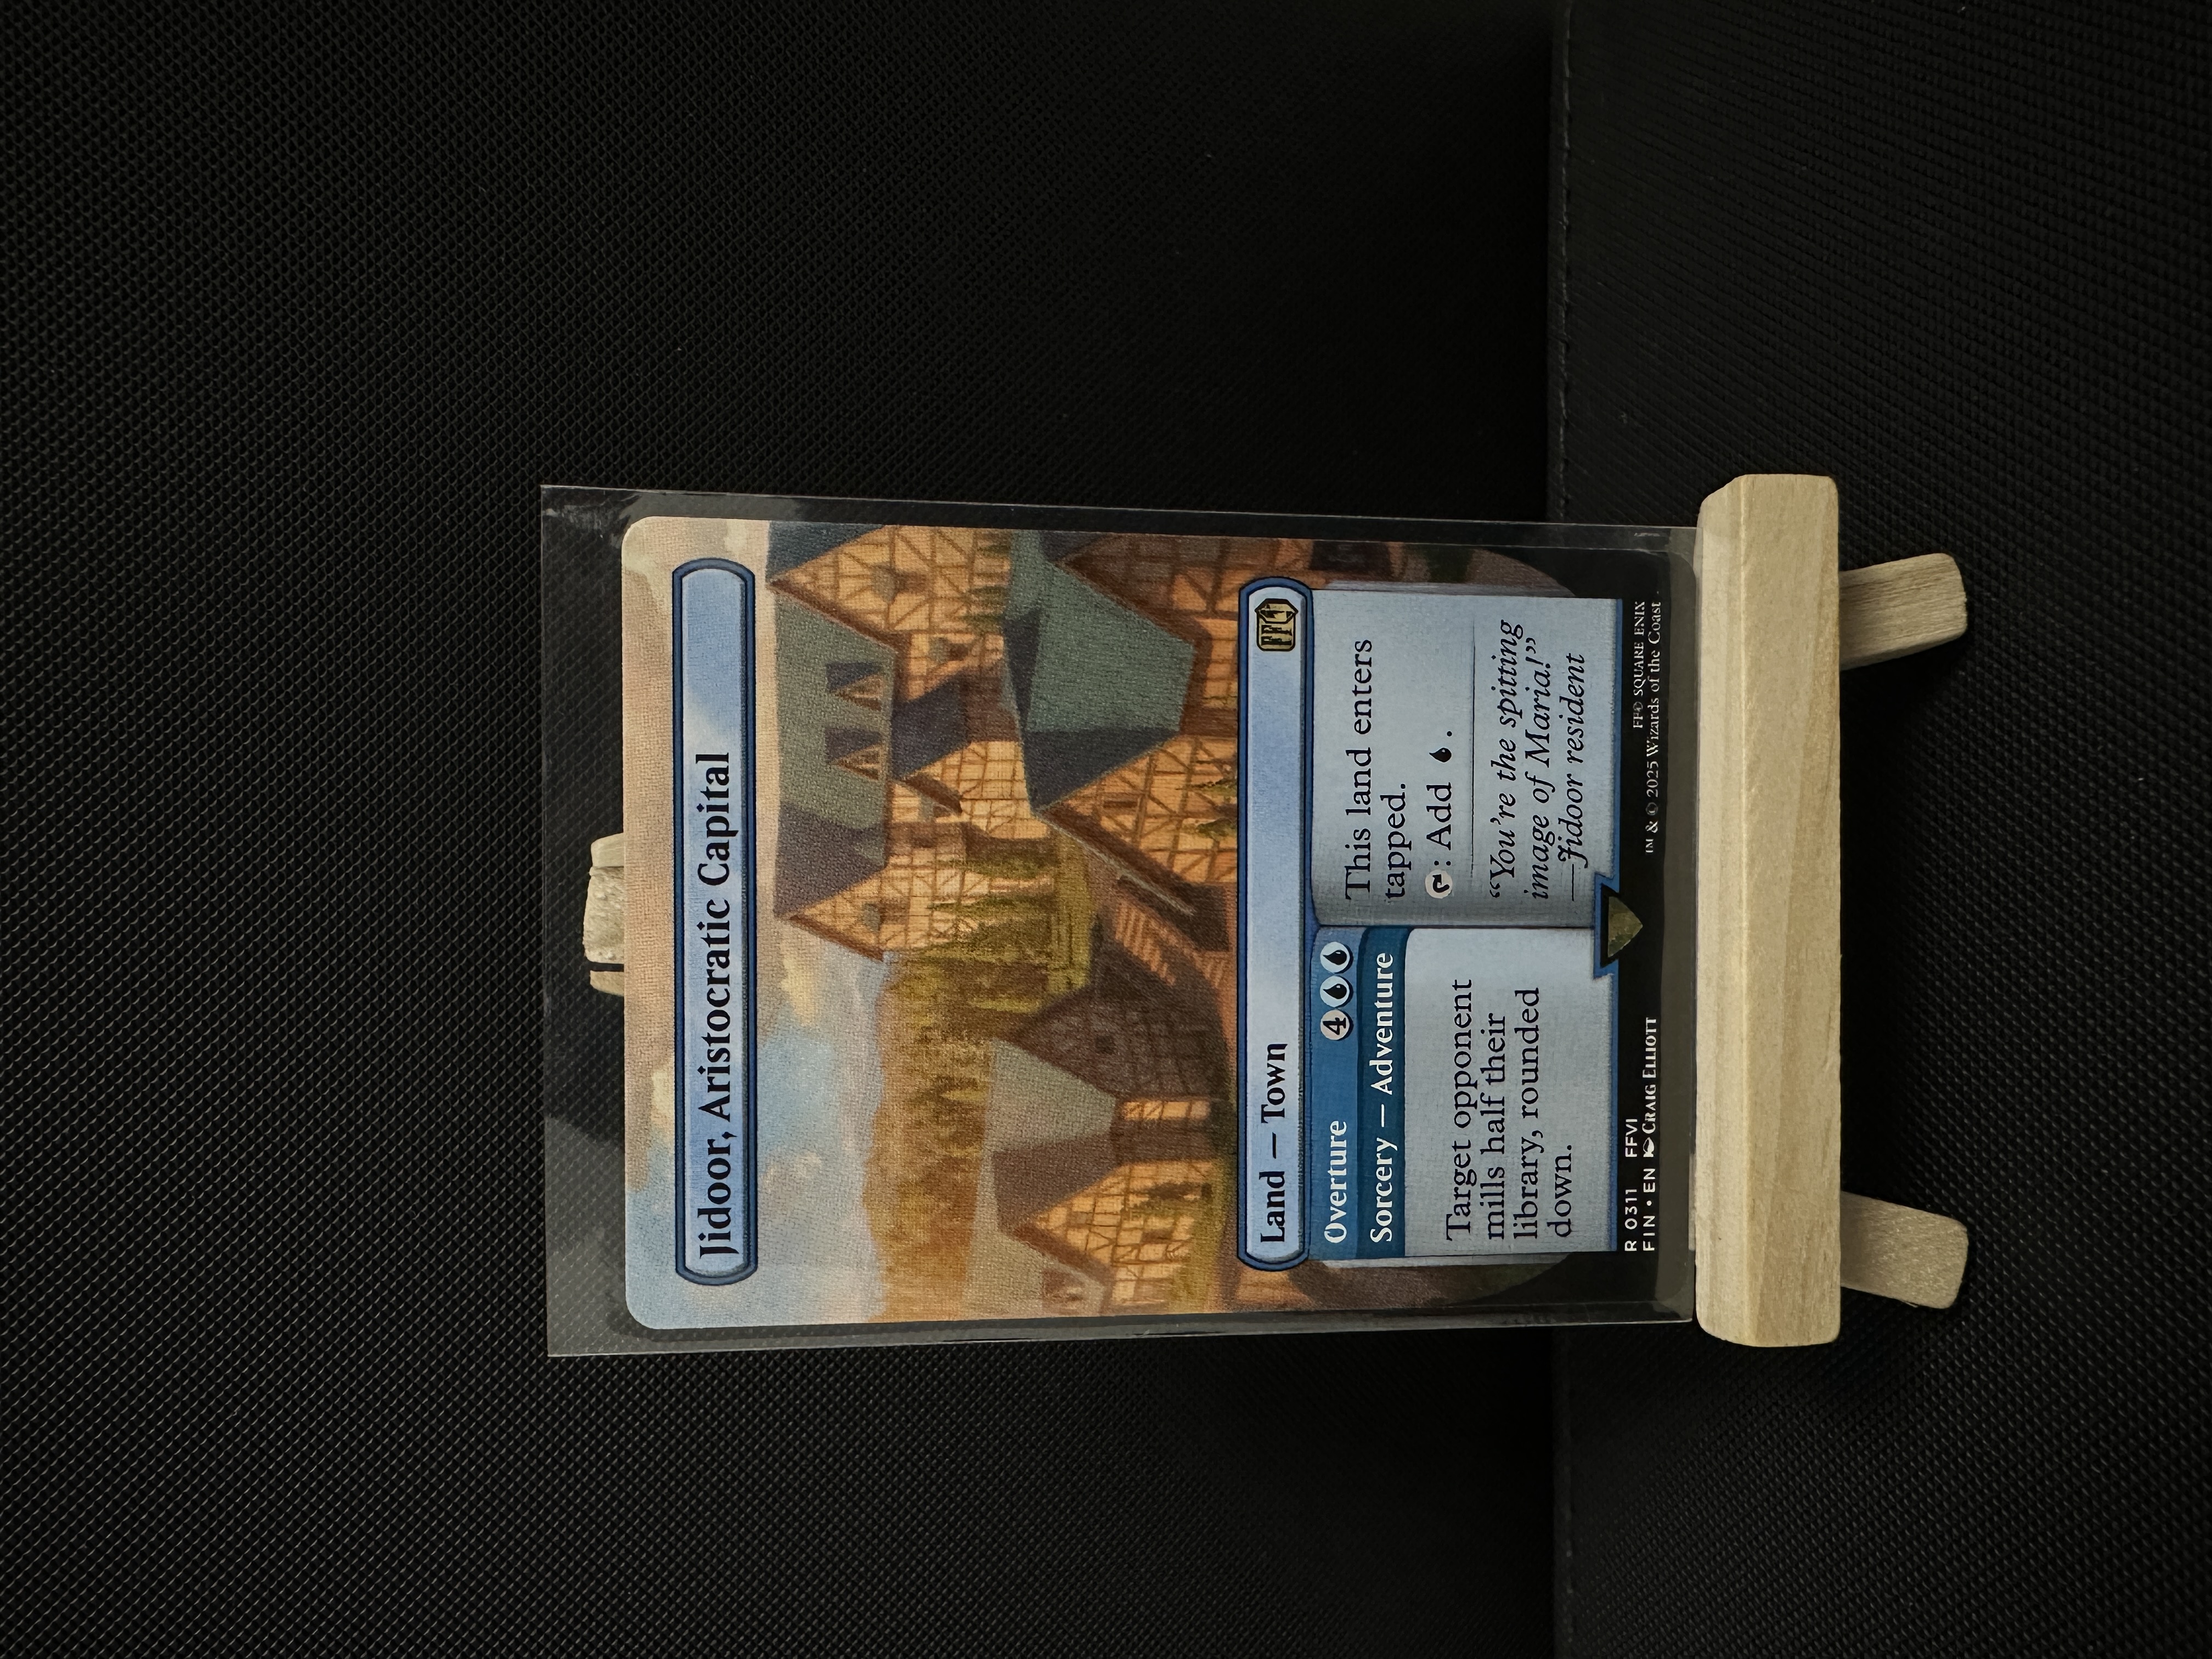 Jidoor, Aristocratic Capital
Land — Town
FF
Overture 4
Sorcery — Adventure
Target opponent
mills half their
library, rounded
down.
This land enters
tapped.
: Add .
“You’re the spitting
image of Maria!”
—Jidoor resident
R 0311 FFVI
FIN • EN CRAIG ELLIOTT
FF© SQUARE ENIX
™ & © 2025 Wizards of the Coast